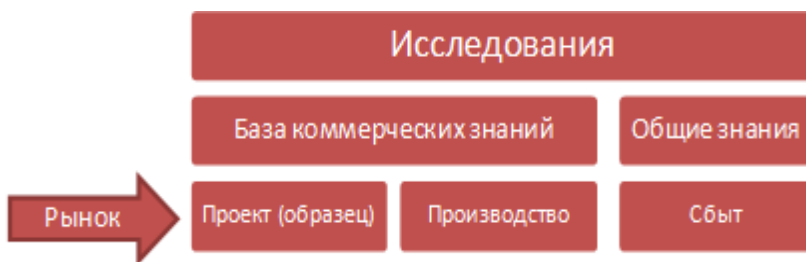 Исследования
База коммерческих знаний
Общие знания
Рынок
Проект (образец)
Производство
Сбыт